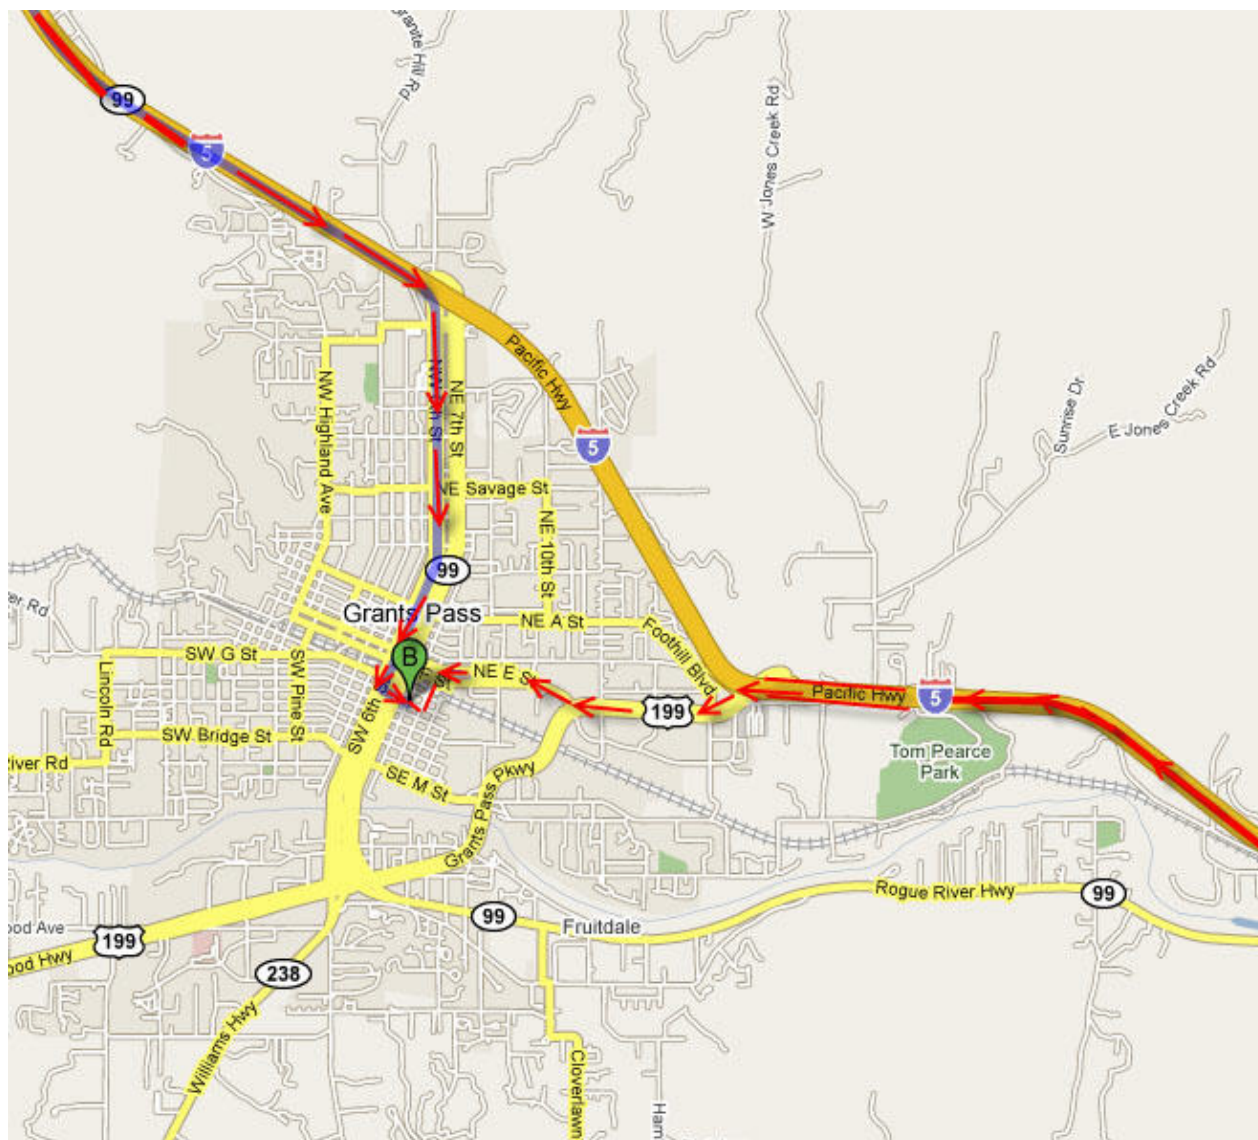 Granite Hill Rd
99
5
W Jones Creek Rd
Pacific Hwy
5
Sunrise Dr
E Jones Creek Rd
NW Highland Ave
NE 7th St
NE Savage St
NE 10th St
99
Grants Pass
NE A St
Foothill Blvd
B
SW G St
NE E St
Lincoln Rd
SW Pine St
SW 6th
199
Pacific Hwy
5
SW Bridge St
River Rd
SE M St
Grants Pass Pkwy
Tom Pearce
Park
Rogue River Hwy
99
99
Fruitdale
ood Ave
199
ood Hwy
238
Williams Hwy
Cloverlawn
Ham